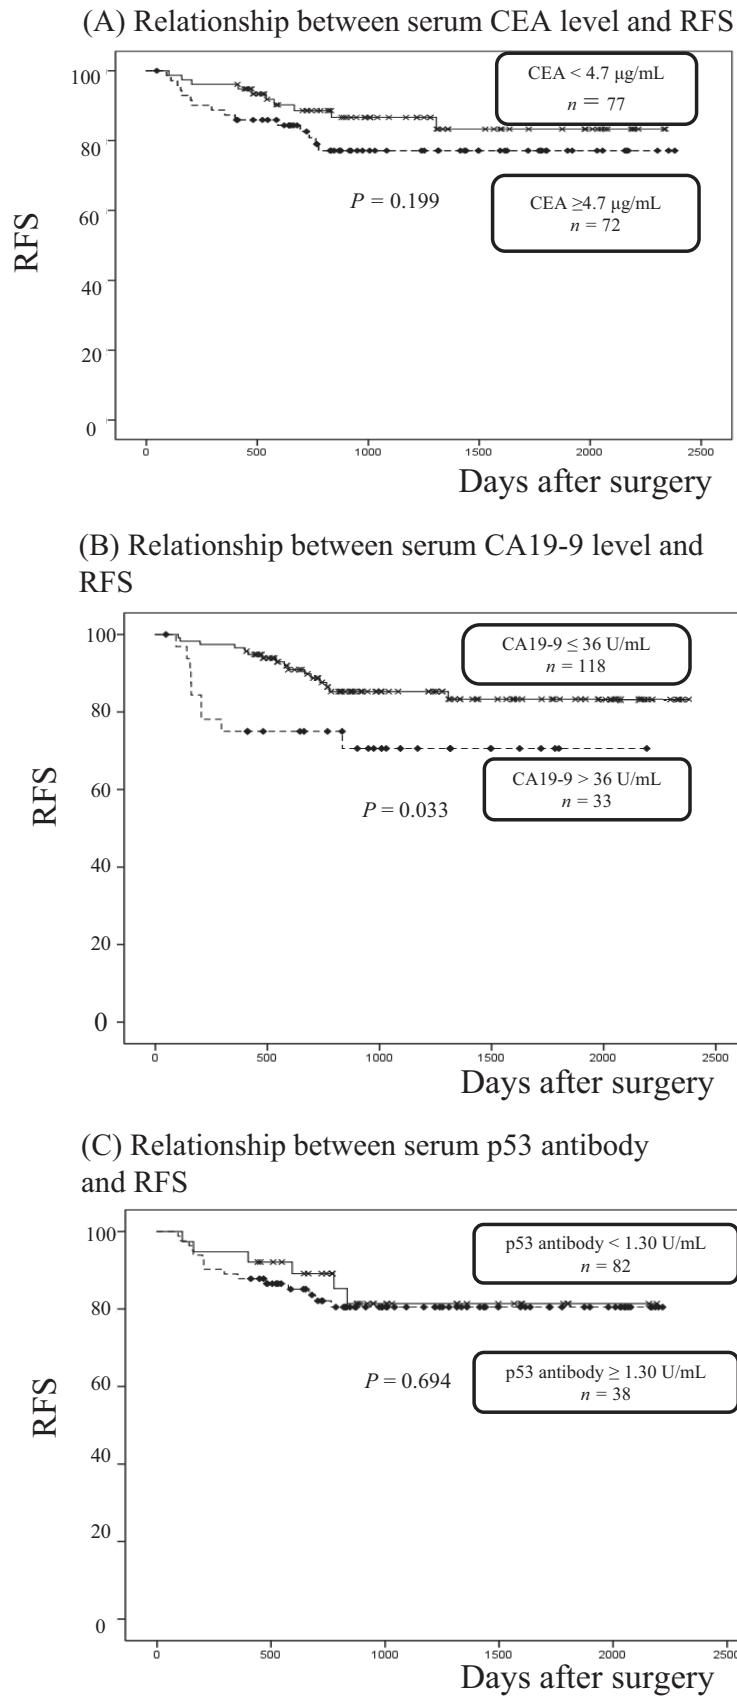 (A) Relationship between serum CEA level and RFS
100
80
60
40
20
0
RFS
CEA < 4.7 μg/mL
n = 77
P = 0.199
CEA ≥4.7 μg/mL
n = 72
0 500 1000 1500 2000 2500
Days after surgery
(B) Relationship between serum CA19-9 level and
RFS
100
80
60
40
20
0
RFS
CA19-9 ≤ 36 U/mL
n = 118
CA19-9 > 36 U/mL
n = 33
P = 0.033
0 500 1000 1500 2000 2500
Days after surgery
(C) Relationship between serum p53 antibody
and RFS
100
80
60
40
20
0
RFS
p53 antibody < 1.30 U/mL
n = 82
P = 0.694
p53 antibody ≥ 1.30 U/mL
n = 38
0 500 1000 1500 2000 2500
Days after surgery